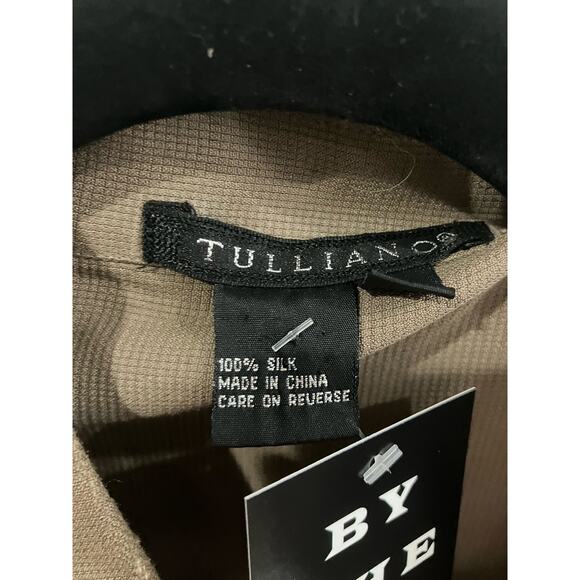 TULLIANO®
100% SILK
MADE IN CHINA
CARE ON REVERSE
BY